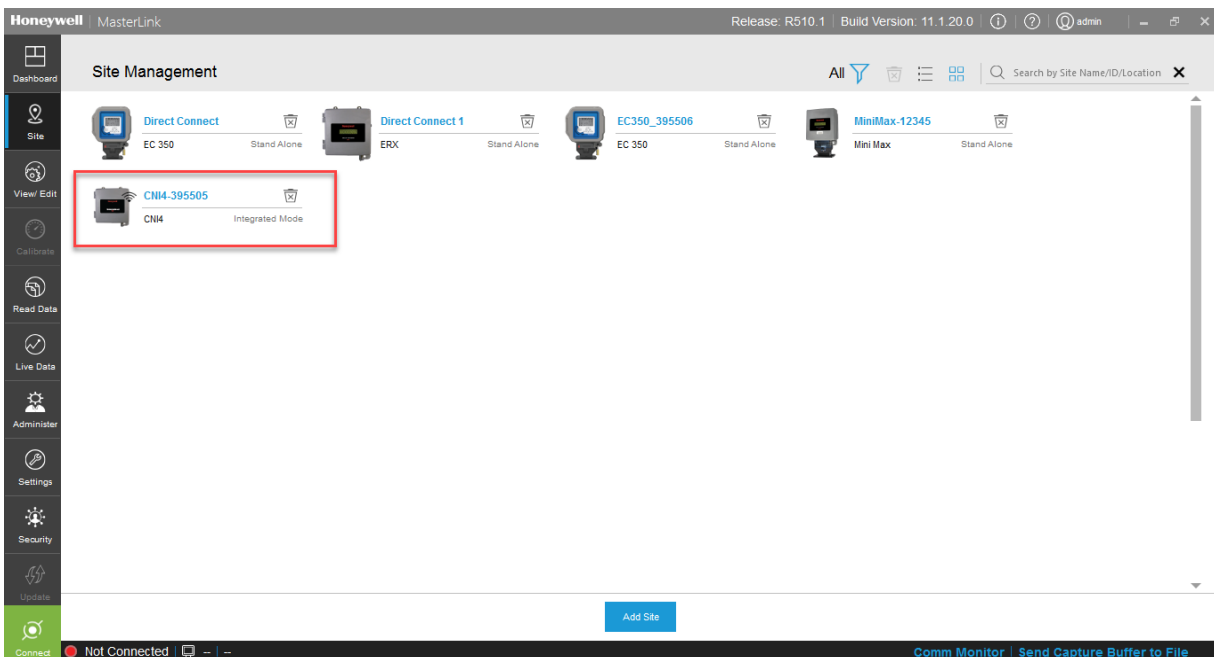 Honeywell | MasterLink
Release: R510.1 | Build Version: 11.1.20.0
admin
Dashboard
Site
View/ Edit
Calibrate
Read Data
Live Data
Administer
Settings
Security
Update
Connect
Site Management
All
Search by Site Name/ID/Location
Direct Connect
EC 350
Stand Alone
Direct Connect 1
ERX
Stand Alone
EC350_395506
EC 350
Stand Alone
MiniMax-12345
Mini Max
Stand Alone
CNI4-395505
CNI4
Integrated Mode
Add Site
Not Connected | -- | --
Comm Monitor | Send Capture Buffer to File